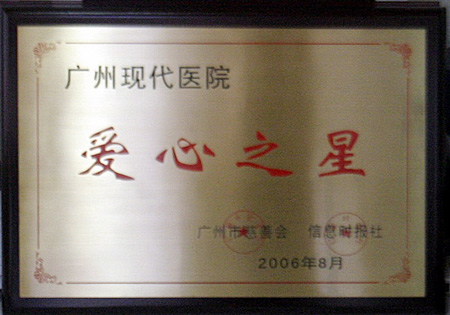 广州现代医院
爱心之星
广州市慈善会 信息时报社
2006年8月